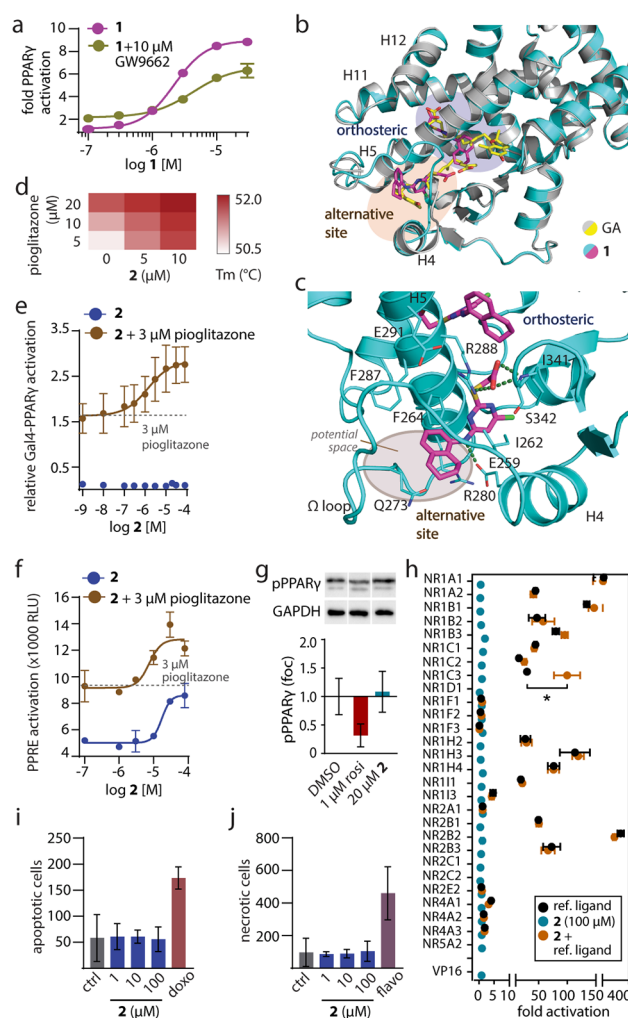 a
1
1+10 µM
GW9662
fold PPARγ
activation
10
8
6
4
2
-7 -6 -5
log 1 [M]
b
H12
H11
orthosteric
H5
alternative
site
H4
GA
1
c
H5
orthosteric
E291
R288
I341
F287
F264
S342
potential
space
I262
E259
Ω loop
Q273
R280
alternative
site
H4
d
pioglitazone
(µM)
20
10
5
0 5 10
2 (µM)
52.0
50.5
Tm (°C)
e
2
2 + 3 µM pioglitazone
relative Gal4-PPARγ activation
3.5
2.5
1.5
0.5
3 µM
pioglitazone
-9 -8 -7 -6 -5 -4
log 2 [M]
f
2
2 + 3 µM pioglitazone
PPRE activation (x1000 RLU)
16
14
12
10
8
6
4
3 µM
pioglitazone
-7 -6 -5 -4
log 2 [M]
g
pPPARγ
GAPDH
pPPARγ (foc)
2.0
1.5
1.0
0.5
0
DMSO
1 µM rosi
20 µM 2
h
NR1A1
NR1A2
NR1B1
NR1B2
NR1B3
NR1C1
NR1C2
NR1C3
NR1D1
*
NR1F1
NR1F2
NR1F3
NR1H2
NR1H3
NR1H4
NR1I1
NR1I3
NR2A1
NR2B1
NR2B2
NR2B3
NR2C1
NR2C2
NR2E2
NR4A1
NR4A2
NR4A3
NR5A2
VP16
ref. ligand
2 (100 µM)
2 +
ref. ligand
0 5 10 50 100 150 400
fold activation
i
apoptotic cells
250
200
150
100
50
ctrl 1 10 100 doxo
2 (µM)
j
necrotic cells
800
600
400
200
ctrl 1 10 100 flavo
2 (µM)